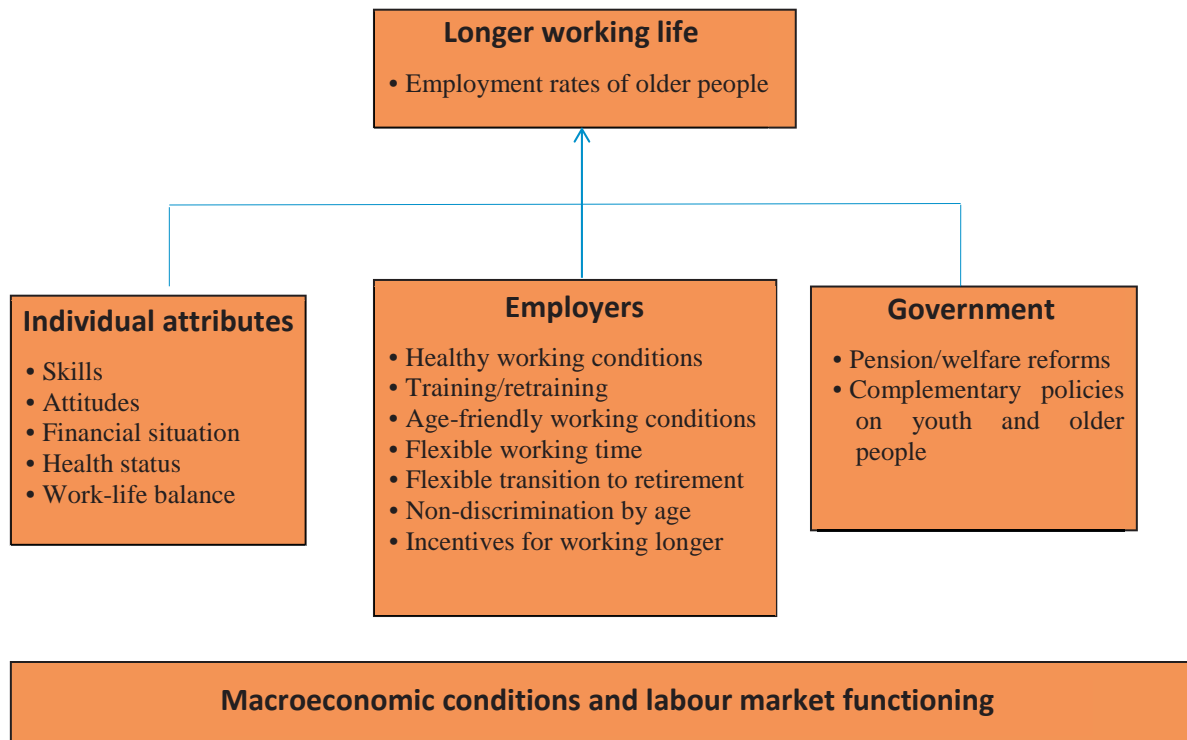 Longer working life
• Employment rates of older people
Individual attributes
• Skills
• Attitudes
• Financial situation
• Health status
• Work-life balance
Employers
• Healthy working conditions
• Training/retraining
• Age-friendly working conditions
• Flexible working time
• Flexible transition to retirement
• Non-discrimination by age
• Incentives for working longer
Government
• Pension/welfare reforms
• Complementary policies
on youth and older
people
Macroeconomic conditions and labour market functioning